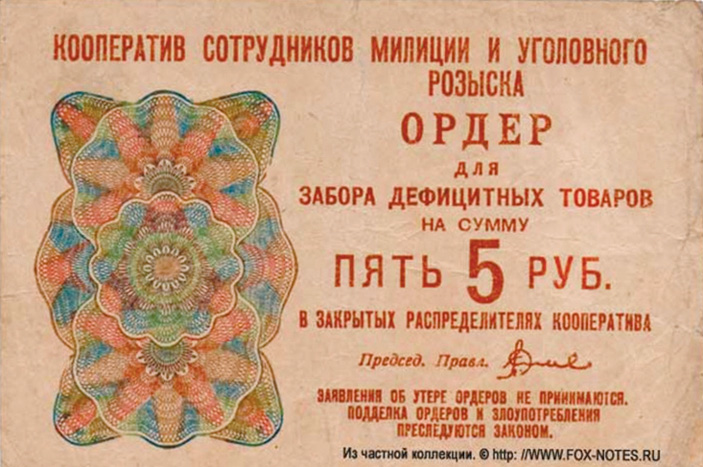 КООПЕРАТИВ СОТРУДНИКОВ МИЛИЦИИ И УГОЛОВНОГО
РОЗЫСКА
ОРДЕР
для
ЗАБОРА ДЕФИЦИТНЫХ ТОВАРОВ
НА СУММУ
ПЯТЬ 5 РУБ.
В ЗАКРЫТЫХ РАСПРЕДЕЛИТЕЛЯХ КООПЕРАТИВА
Председ. Правл.
ЗАЯВЛЕНИЯ ОБ УТЕРЕ ОРДЕРОВ НЕ ПРИНИМАЮТСЯ.
ПОДДЕЛКА ОРДЕРОВ И ЗЛОУПОТРЕБЛЕНИЯ
ПРЕСЛЕДУЮТСЯ ЗАКОНОМ.
Из частной коллекции. © http: //WWW.FOX-NOTES.RU